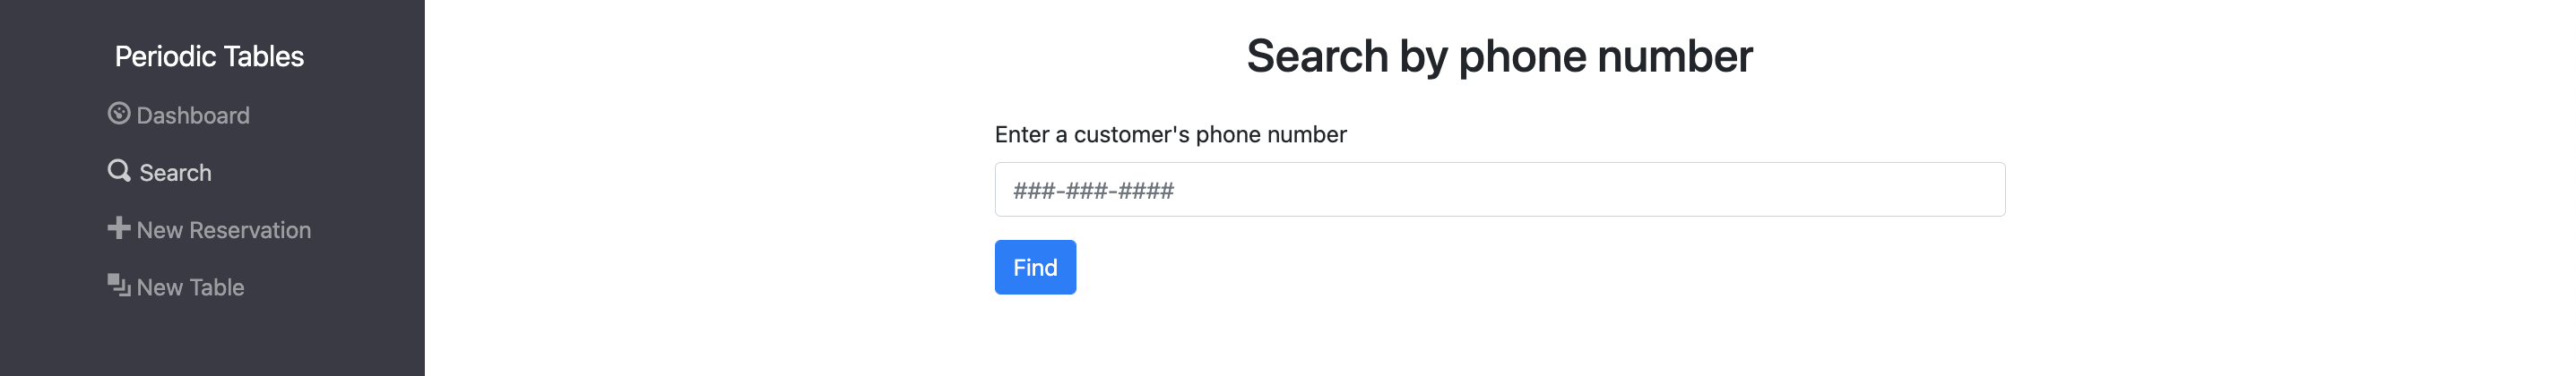 Periodic Tables
Dashboard
Search
New Reservation
New Table
Search by phone number
Enter a customer's phone number
###-###-####
Find